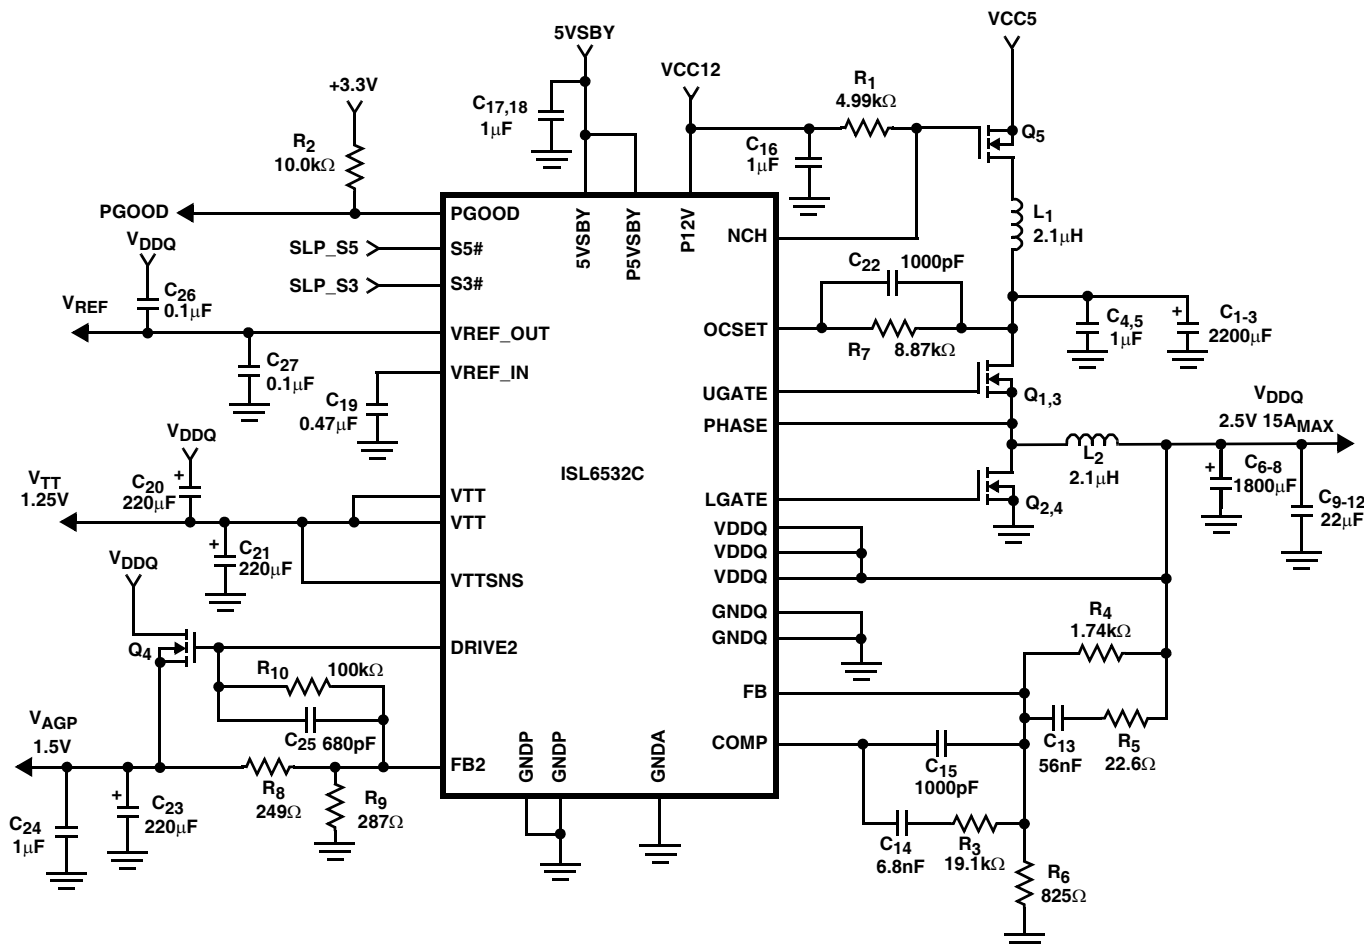 5VSBY
VCC5
VCC12
+3.3V
C17,18
1µF
R1
4.99kΩ
Q5
R2
10.0kΩ
C16
1µF
PGOOD
PGOOD
5VSBY
P5VSBY
P12V
NCH
L1
2.1µH
VDDQ
SLP_S5
S5#
SLP_S3
S3#
C22
1000pF
VREF
C26
0.1µF
VREF_OUT
OCSET
R7
8.87kΩ
C4,5
1µF
C1-3
2200µF
C27
0.1µF
VREF_IN
C19
0.47µF
UGATE
Q1,3
PHASE
VDDQ
2.5V 15AMAX
VDDQ
L2
2.1µH
ISL6532C
VTT
1.25V
C20
220µF
VTT
VTT
LGATE
Q2,4
C6-8
1800µF
C9-12
22µF
VDDQ
VDDQ
VDDQ
C21
220µF
VDDQ
VTTSNS
GNDQ
GNDQ
R4
1.74kΩ
Q4
DRIVE2
R10
100kΩ
FB
C25 680pF
VAGP
1.5V
COMP
C13
56nF
R5
22.6Ω
FB2
GNDP
GNDP
GNDA
C15
1000pF
R8
249Ω
R9
287Ω
C23
220µF
C24
1µF
C14
6.8nF
R3
19.1kΩ
R6
825Ω